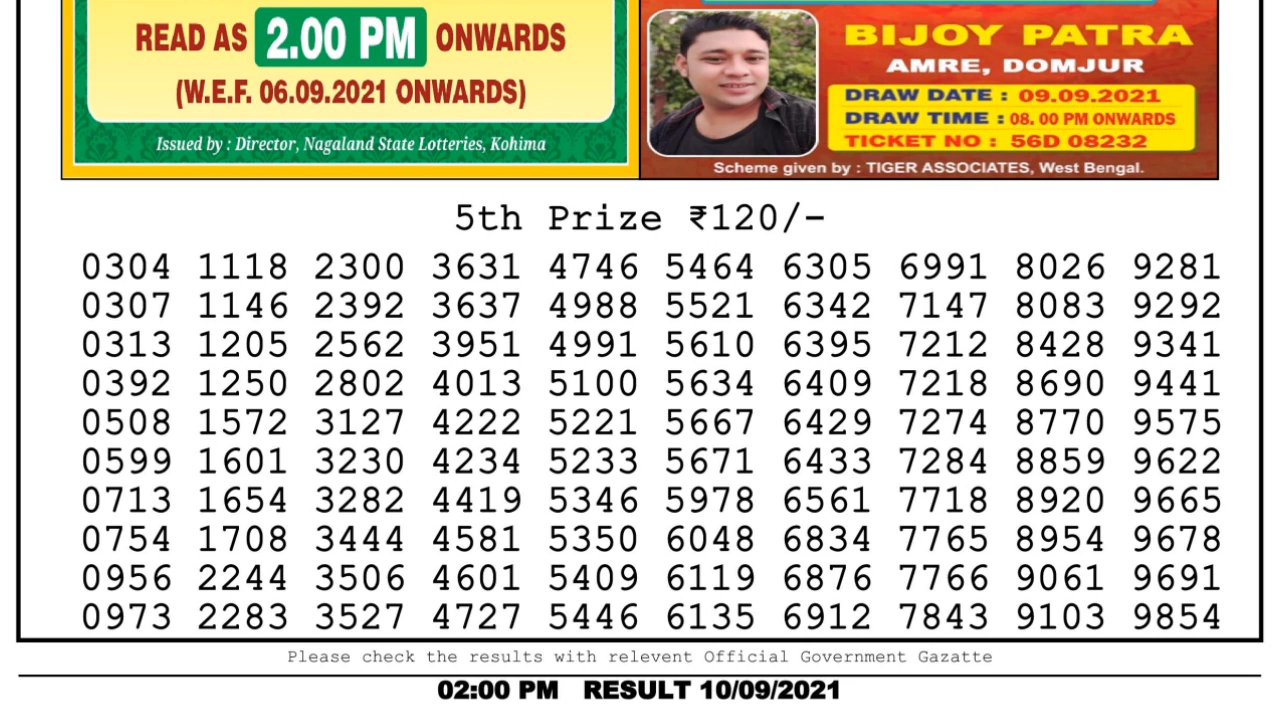 READ AS 2.00 PM ONWARDS
(W.E.F. 06.09.2021 ONWARDS)
Issued by : Director, Nagaland State Lotteries, Kohima
BIJOY PATRA
AMRE, DOMJUR
DRAW DATE : 09.09.2021
DRAW TIME : 08. 00 PM ONWARDS
TICKET NO : 56D 08232
Scheme given by : TIGER ASSOCIATES, West Bengal.
5th Prize ₹120/-
0304 1118 2300 3631 4746 5464 6305 6991 8026 9281
0307 1146 2392 3637 4988 5521 6342 7147 8083 9292
0313 1205 2562 3951 4991 5610 6395 7212 8428 9341
0392 1250 2802 4013 5100 5634 6409 7218 8690 9441
0508 1572 3127 4222 5221 5667 6429 7274 8770 9575
0599 1601 3230 4234 5233 5671 6433 7284 8859 9622
0713 1654 3282 4419 5346 5978 6561 7718 8920 9665
0754 1708 3444 4581 5350 6048 6834 7765 8954 9678
0956 2244 3506 4601 5409 6119 6876 7766 9061 9691
0973 2283 3527 4727 5446 6135 6912 7843 9103 9854
Please check the results with relevent Official Government Gazatte
02:00 PM RESULT 10/09/2021